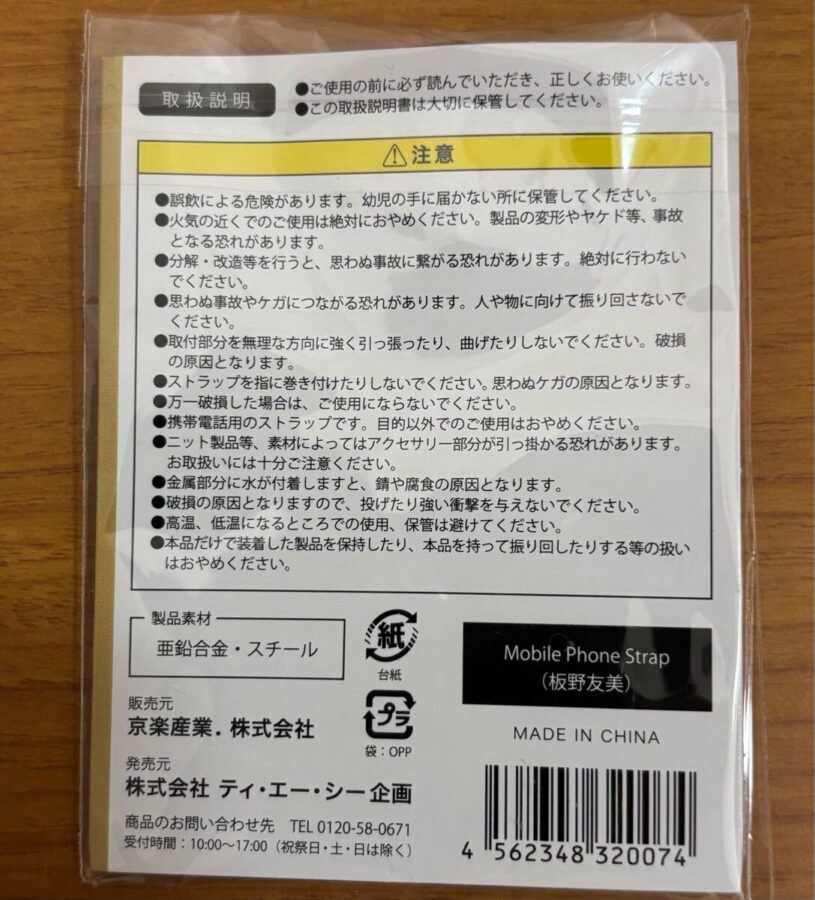 取扱説明
●ご使用の前に必ず読んでいただき、正しくお使いください。
●この取扱説明書は大切に保管してください。
⚠注意
●誤飲による危険があります。幼児の手に届かない所に保管してください。
●火気の近くでのご使用は絶対におやめください。製品の変形やヤケド等、事故
となる恐れがあります。
●分解・改造等を行うと、思わぬ事故に繋がる恐れがあります。絶対に行わない
でください。
●思わぬ事故やケガにつながる恐れがあります。人や物に向けて振り回さないで
ください。
●取付部分を無理な方向に強く引っ張ったり、曲げたりしないでください。破損
の原因となります。
●ストラップを指に巻き付けたりしないでください。思わぬケガの原因となります。
●万一破損した場合は、ご使用にならないでください。
●携帯電話用のストラップです。目的以外でのご使用はおやめください。
●ニット製品等、素材によってはアクセサリー部分が引っ掛かる恐れがあります。
お取扱いには十分ご注意ください。
●金属部分に水が付着しますと、錆や腐食の原因となります。
●破損の原因となりますので、投げたり強い衝撃を与えないでください。
●高温、低温になるところでの使用、保管は避けてください。
●本品だけで装着した製品を保持したり、本品を持って振り回したりする等の扱い
はおやめください。
製品素材
亜鉛合金・スチール
紙
台紙
プラ
袋：OPP
Mobile Phone Strap
（板野友美）
MADE IN CHINA
販売元
京楽産業．株式会社
発売元
株式会社 ティ・エー・シー企画
商品のお問い合わせ先 TEL 0120-58-0671
受付時間：10:00〜17:00（祝祭日・土・日は除く）
4 562348 320074